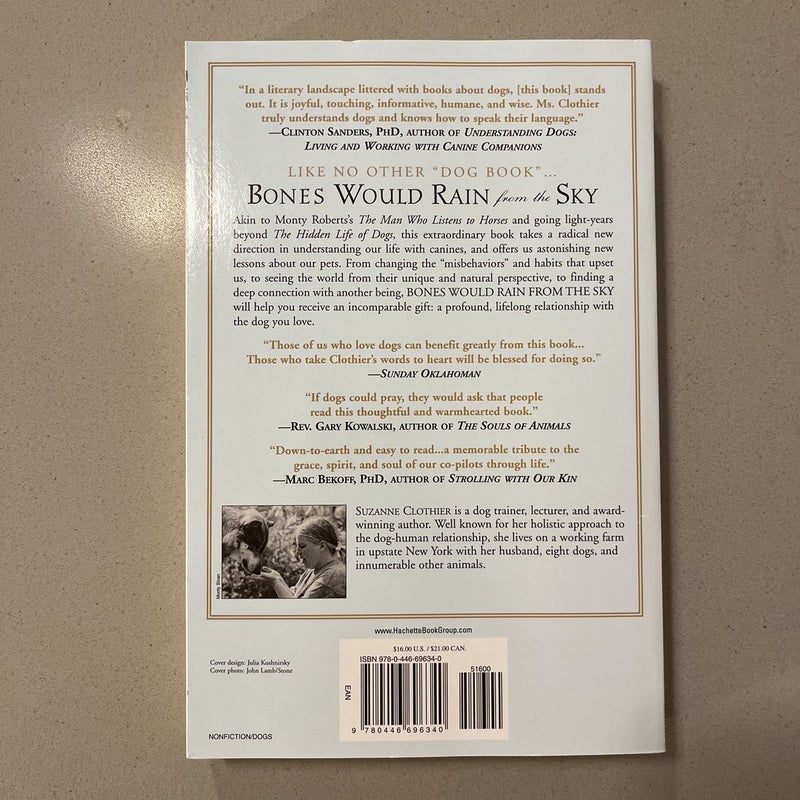 “In a literary landscape littered with books about dogs, [this book] stands
out. It is joyful, touching, informative, humane, and wise. Ms. Clothier
truly understands dogs and knows how to speak their language.”
—Clinton Sanders, PhD, author of Understanding Dogs:
Living and Working with Canine Companions
Like No Other “Dog Book”...
Bones Would Rain from the Sky
Akin to Monty Roberts’s The Man Who Listens to Horses and going light-years
beyond The Hidden Life of Dogs, this extraordinary book takes a radical new
direction in understanding our life with canines, and offers us astonishing new
lessons about our pets. From changing the “misbehaviors” and habits that upset
us, to seeing the world from their unique and natural perspective, to finding a
deep connection with another being, BONES WOULD RAIN FROM THE SKY
will help you receive an incomparable gift: a profound, lifelong relationship with
the dog you love.
“Those of us who love dogs can benefit greatly from this book...
Those who take Clothier’s words to heart will be blessed for doing so.”
—Sunday Oklahoman
“If dogs could pray, they would ask that people
read this thoughtful and warmhearted book.”
—Rev. Gary Kowalski, author of The Souls of Animals
“Down-to-earth and easy to read...a memorable tribute to the
grace, spirit, and soul of our co-pilots through life.”
—Marc Bekoff, PhD, author of Strolling with Our Kin
Suzanne Clothier is a dog trainer, lecturer, and award-
winning author. Well known for her holistic approach to
the dog-human relationship, she lives on a working farm
in upstate New York with her husband, eight dogs, and
innumerable other animals.
Monty Sloan
www.HachetteBookGroup.com
$16.00 U.S. / $21.00 CAN.
ISBN 978-0-446-69634-0
51600
EAN
9 780446 696340
Cover design: Julia Kushnirsky
Cover photo: John Lamb/Stone
NONFICTION/DOGS